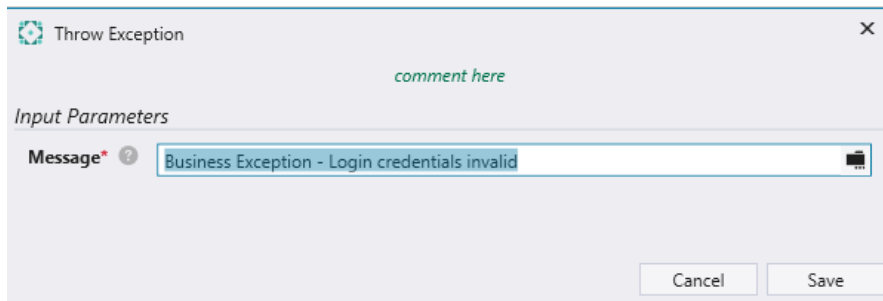 Throw Exception
comment here
Input Parameters
Message* ?
Business Exception - Login credentials invalid
Cancel Save